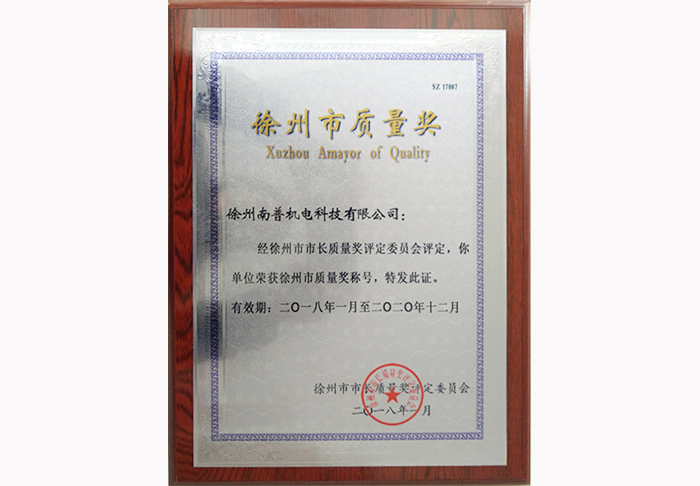 SZ 17007
徐州市质量奖
Xuzhou Amayor of Quality
徐州南普机电科技有限公司：
经徐州市市长质量奖评定委员会评定，你
单位荣获徐州市质量奖称号，特发此证。
有效期：二〇一八年一月至二〇二〇年十二月
徐州市市长质量奖评定委员会
二〇一八年一月